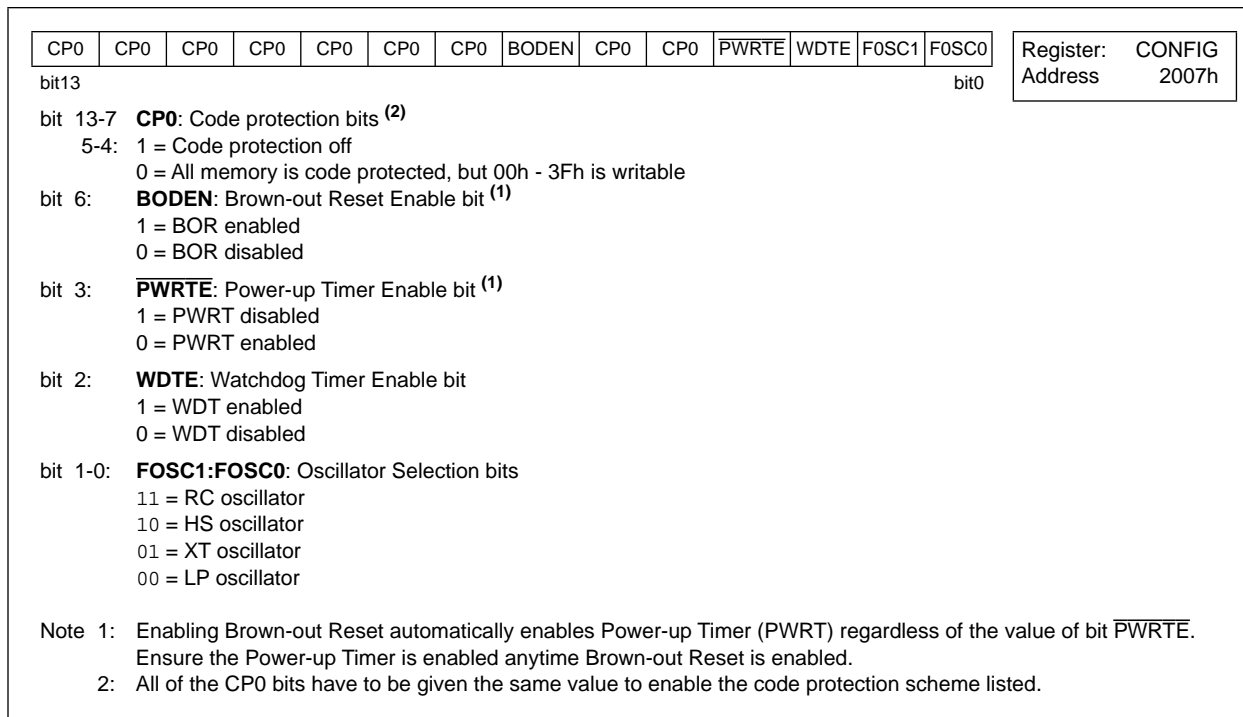 CP0 CP0 CP0 CP0 CP0 CP0 CP0 BODEN CP0 CP0 PWRTE WDTE F0SC1 F0SC0
bit13 bit0
Register: CONFIG
Address 2007h
bit 13-7 CP0: Code protection bits (2)
5-4: 1 = Code protection off
0 = All memory is code protected, but 00h - 3Fh is writable
bit 6: BODEN: Brown-out Reset Enable bit (1)
1 = BOR enabled
0 = BOR disabled
bit 3: PWRTE: Power-up Timer Enable bit (1)
1 = PWRT disabled
0 = PWRT enabled
bit 2: WDTE: Watchdog Timer Enable bit
1 = WDT enabled
0 = WDT disabled
bit 1-0: FOSC1:FOSC0: Oscillator Selection bits
11 = RC oscillator
10 = HS oscillator
01 = XT oscillator
00 = LP oscillator
Note 1: Enabling Brown-out Reset automatically enables Power-up Timer (PWRT) regardless of the value of bit PWRTE.
Ensure the Power-up Timer is enabled anytime Brown-out Reset is enabled.
2: All of the CP0 bits have to be given the same value to enable the code protection scheme listed.